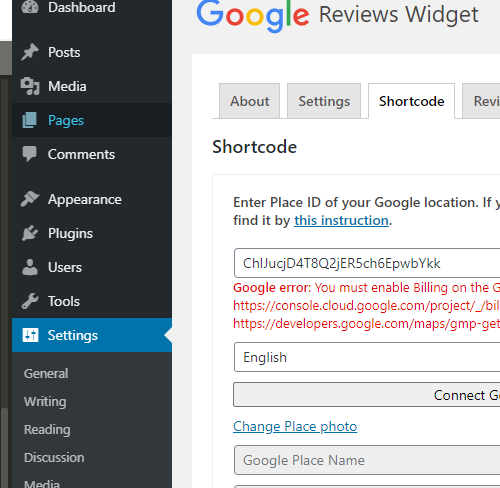 Dashboard
Posts
Media
Pages
Comments
Appearance
Plugins
Users
Tools
Settings
General
Writing
Reading
Discussion
Media
Google Reviews Widget
About
Settings
Shortcode
Revi
Shortcode
Enter Place ID of your Google location. If y
find it by this instruction.
ChIJucjD4T8Q2jER5ch6EpwbYkk
Google error: You must enable Billing on the G
https://console.cloud.google.com/project/_/bil
https://developers.google.com/maps/gmp-get
English
Connect Go
Change Place photo
Google Place Name